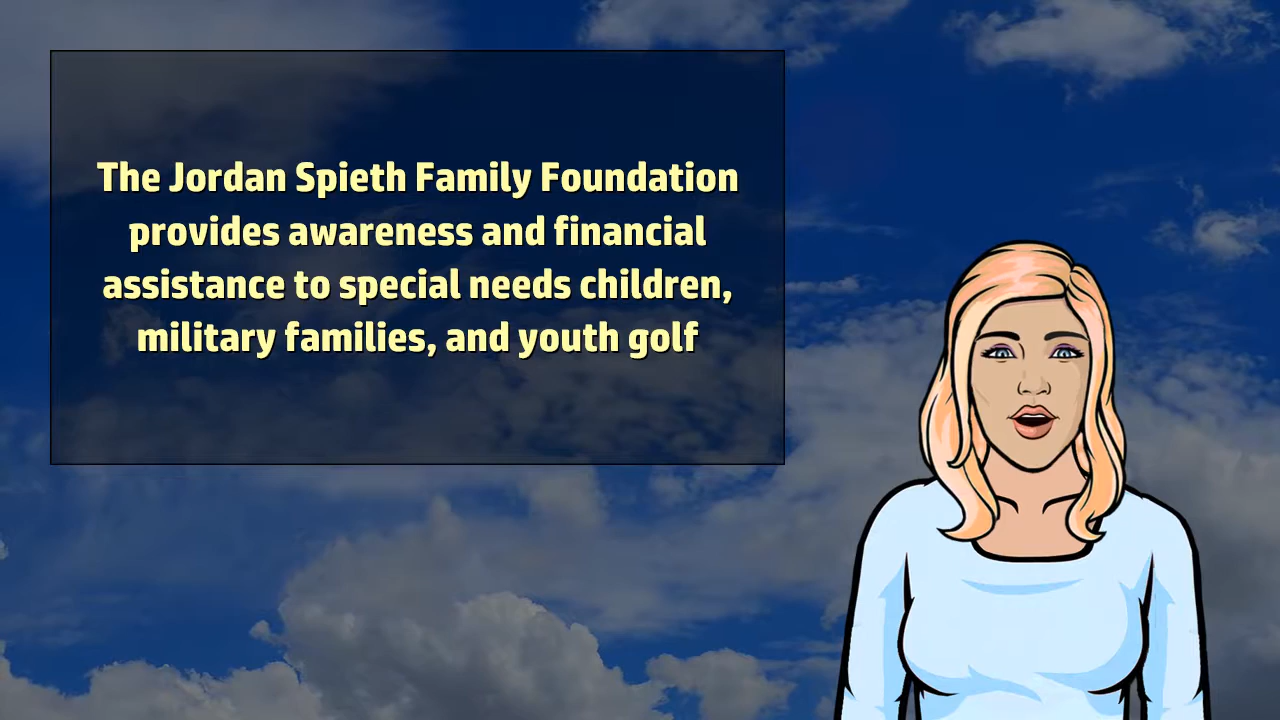 The Jordan Spieth Family Foundation
provides awareness and financial
assistance to special needs children,
military families, and youth golf